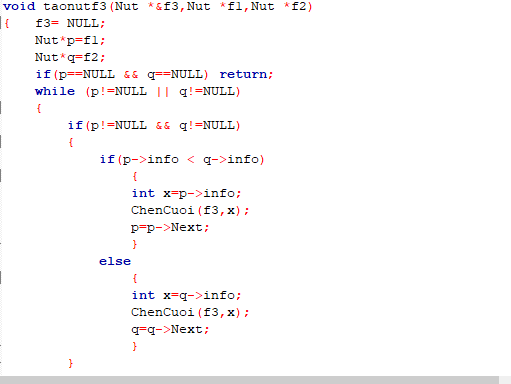 void taonutf3(Nut *&f3,Nut *f1,Nut *f2)
{   f3= NULL;
    Nut*p=f1;
    Nut*q=f2;
    if(p==NULL && q==NULL) return;
    while (p!=NULL || q!=NULL)
    {
        if(p!=NULL && q!=NULL)
        {
            if(p->info < q->info)
                {
                int x=p->info;
                ChenCuoi(f3,x);
                p=p->Next;
                }
            else
                {
                int x=q->info;
                ChenCuoi(f3,x);
                q=q->Next;
                }
        }